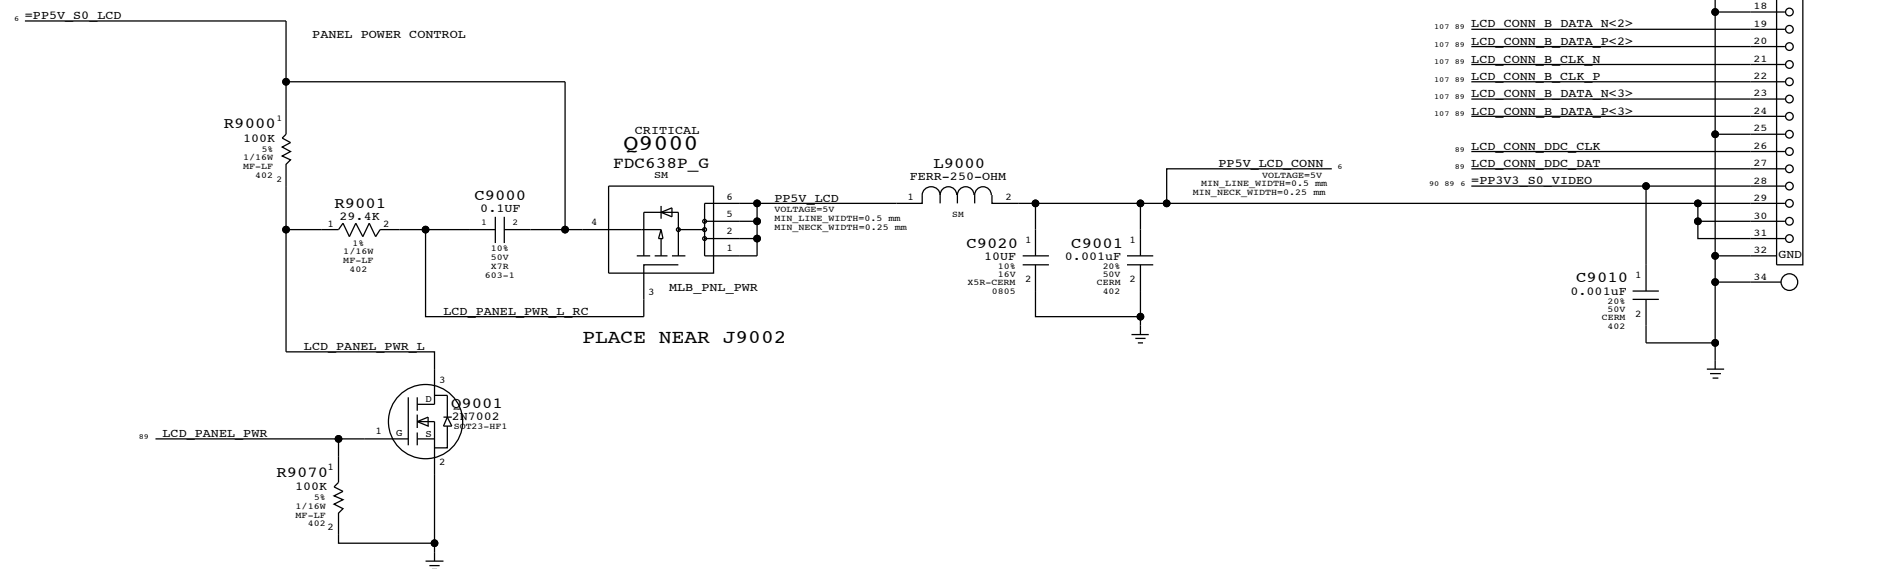 6 =PP5V_S0_LCD
PANEL POWER CONTROL
R9000
1
100K
5%
1/16W
MF-LF
402
2
R9001
29.4K
1
2
1%
1/16W
MF-LF
402
C9000
0.1UF
1
2
10%
50V
X7R
603-1
CRITICAL
Q9000
FDC638P_G
SM
4
6
5
2
1
3
MLB_PNL_PWR
LCD_PANEL_PWR_L_RC
PLACE NEAR J9002
PP5V_LCD
VOLTAGE=5V
MIN_LINE_WIDTH=0.5 mm
MIN_NECK_WIDTH=0.25 mm
L9000
FERR-250-OHM
1
2
SM
PP5V_LCD_CONN 6
VOLTAGE=5V
MIN_LINE_WIDTH=0.5 mm
MIN_NECK_WIDTH=0.25 mm
C9020
1
10UF
10%
16V
2
X5R-CERM
0805
C9001
1
0.001uF
20%
50V
2
CERM
402
LCD_PANEL_PWR_L
3
Q9001
2N7002
SOT23-HF1
D
G
S
1
2
89 LCD_PANEL_PWR
R9070
1
100K
5%
1/16W
MF-LF
402
2
18
107 89 LCD_CONN_B_DATA_N<2> 19
107 89 LCD_CONN_B_DATA_P<2> 20
107 89 LCD_CONN_B_CLK_N 21
107 89 LCD_CONN_B_CLK_P 22
107 89 LCD_CONN_B_DATA_N<3> 23
107 89 LCD_CONN_B_DATA_P<3> 24
25
89 LCD_CONN_DDC_CLK 26
89 LCD_CONN_DDC_DAT 27
90 89 6 =PP3V3_S0_VIDEO 28
29
30
31
32 GND
34
C9010
1
0.001uF
20%
50V
2
CERM
402